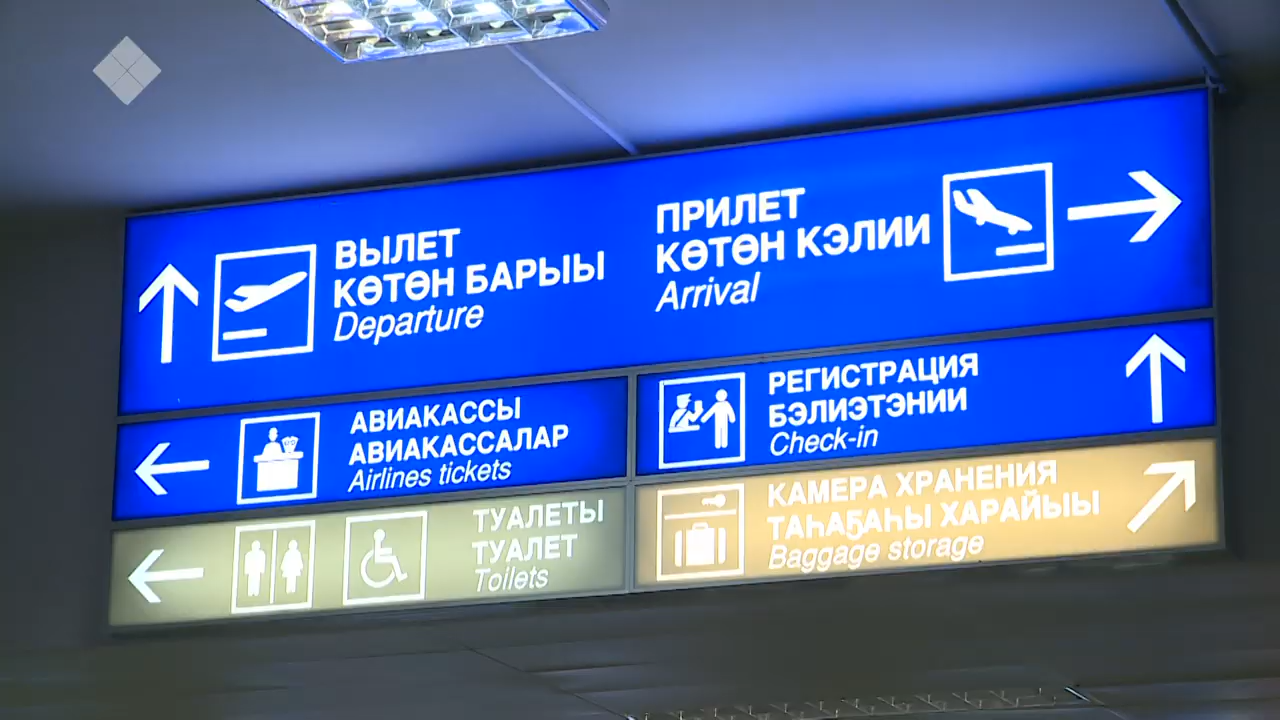 ВЫЛЕТ
КӨТӨН БАРЫЫ
Departure
ПРИЛЕТ
КӨТӨН КЭЛИИ
Arrival
АВИАКАССЫ
АВИАКАССАЛАР
Airlines tickets
РЕГИСТРАЦИЯ
БЭЛИЭТЭНИИ
Check-in
ТУАЛЕТЫ
ТУАЛЕТ
Toilets
КАМЕРА ХРАНЕНИЯ
ТАҺАҔАҺЫ ХАРАЙЫЫ
Baggage storage